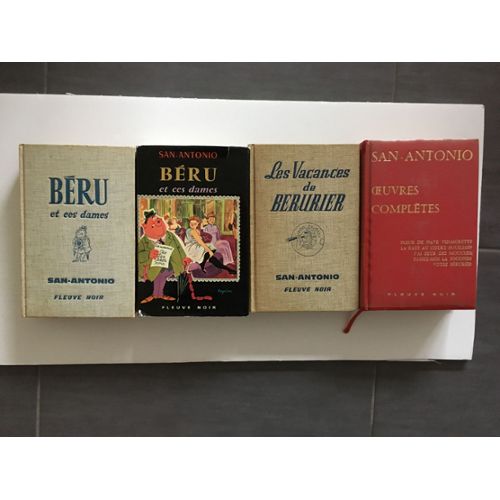 BÉRU
et ces dames
SAN-ANTONIO
FLEUVE NOIR
SAN-ANTONIO
BÉRU
et ces dames
FLEUVE NOIR
Les Vacances
de
BERURIER
SAN-ANTONIO
FLEUVE NOIR
SAN-ANTONIO
ŒUVRES
COMPLÈTES
FLEUVE NOIR